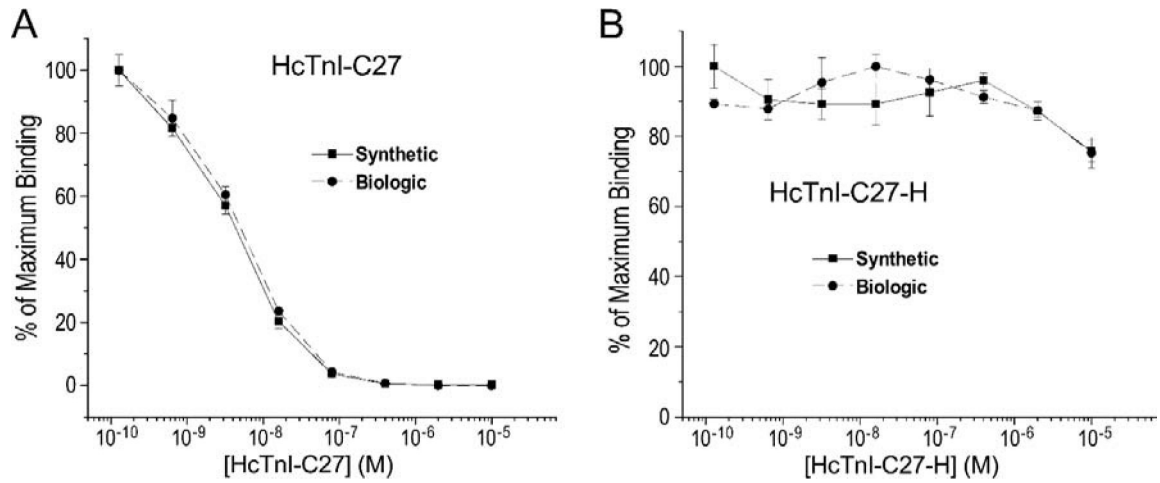 A
HcTnI-C27
Synthetic
Biologic
% of Maximum Binding
100
80
60
40
20
0
10-10 10-9 10-8 10-7 10-6 10-5
[HcTnI-C27] (M)
B
HcTnI-C27-H
Synthetic
Biologic
% of Maximum Binding
100
80
60
40
20
0
10-10 10-9 10-8 10-7 10-6 10-5
[HcTnI-C27-H] (M)